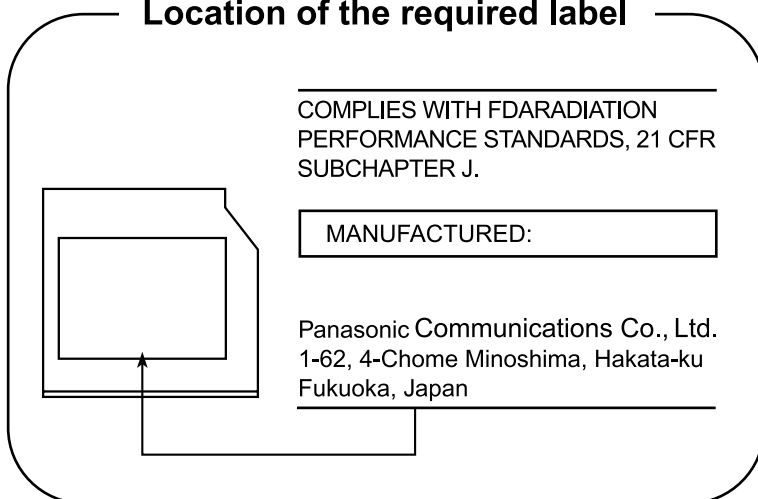 Location of the required label
COMPLIES WITH FDARADIATION
PERFORMANCE STANDARDS, 21 CFR
SUBCHAPTER J.
MANUFACTURED:
Panasonic Communications Co., Ltd.
1-62, 4-Chome Minoshima, Hakata-ku
Fukuoka, Japan